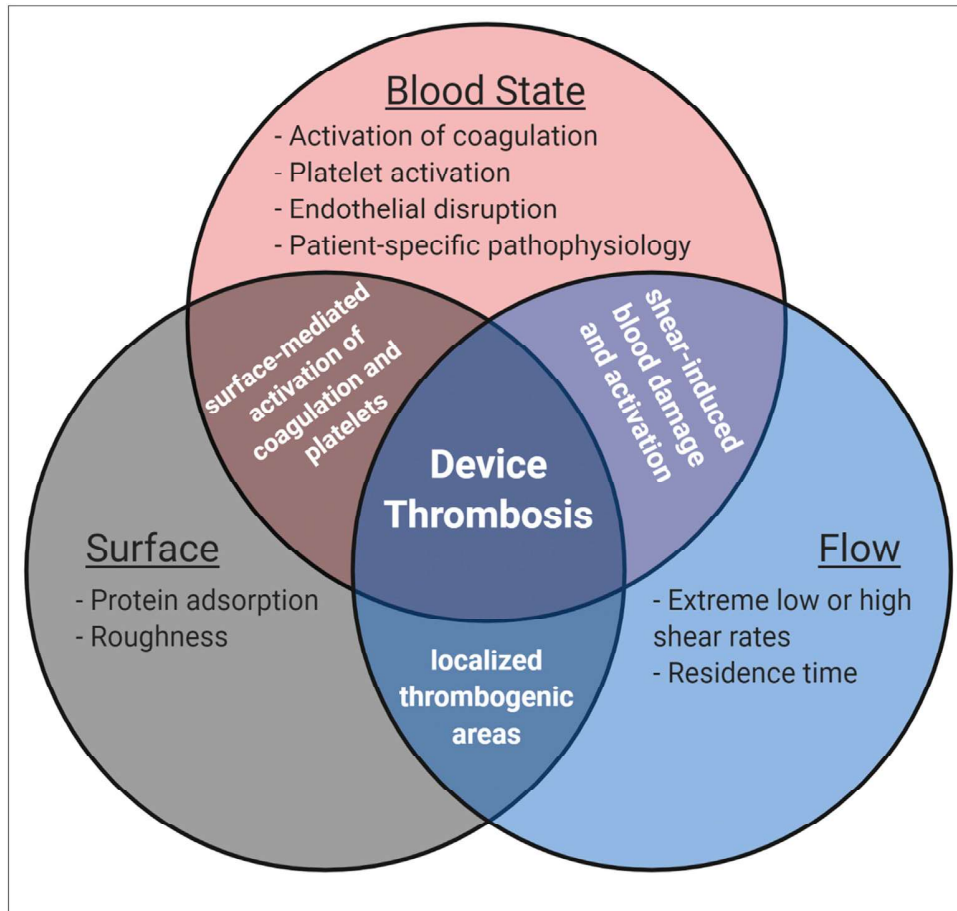 Blood State
- Activation of coagulation
- Platelet activation
- Endothelial disruption
- Patient-specific pathophysiology
surface-mediated
activation of
coagulation and
platelets
shear-induced
blood damage
and activation
Device
Thrombosis
Surface
- Protein adsorption
- Roughness
Flow
- Extreme low or high
shear rates
- Residence time
localized
thrombogenic
areas